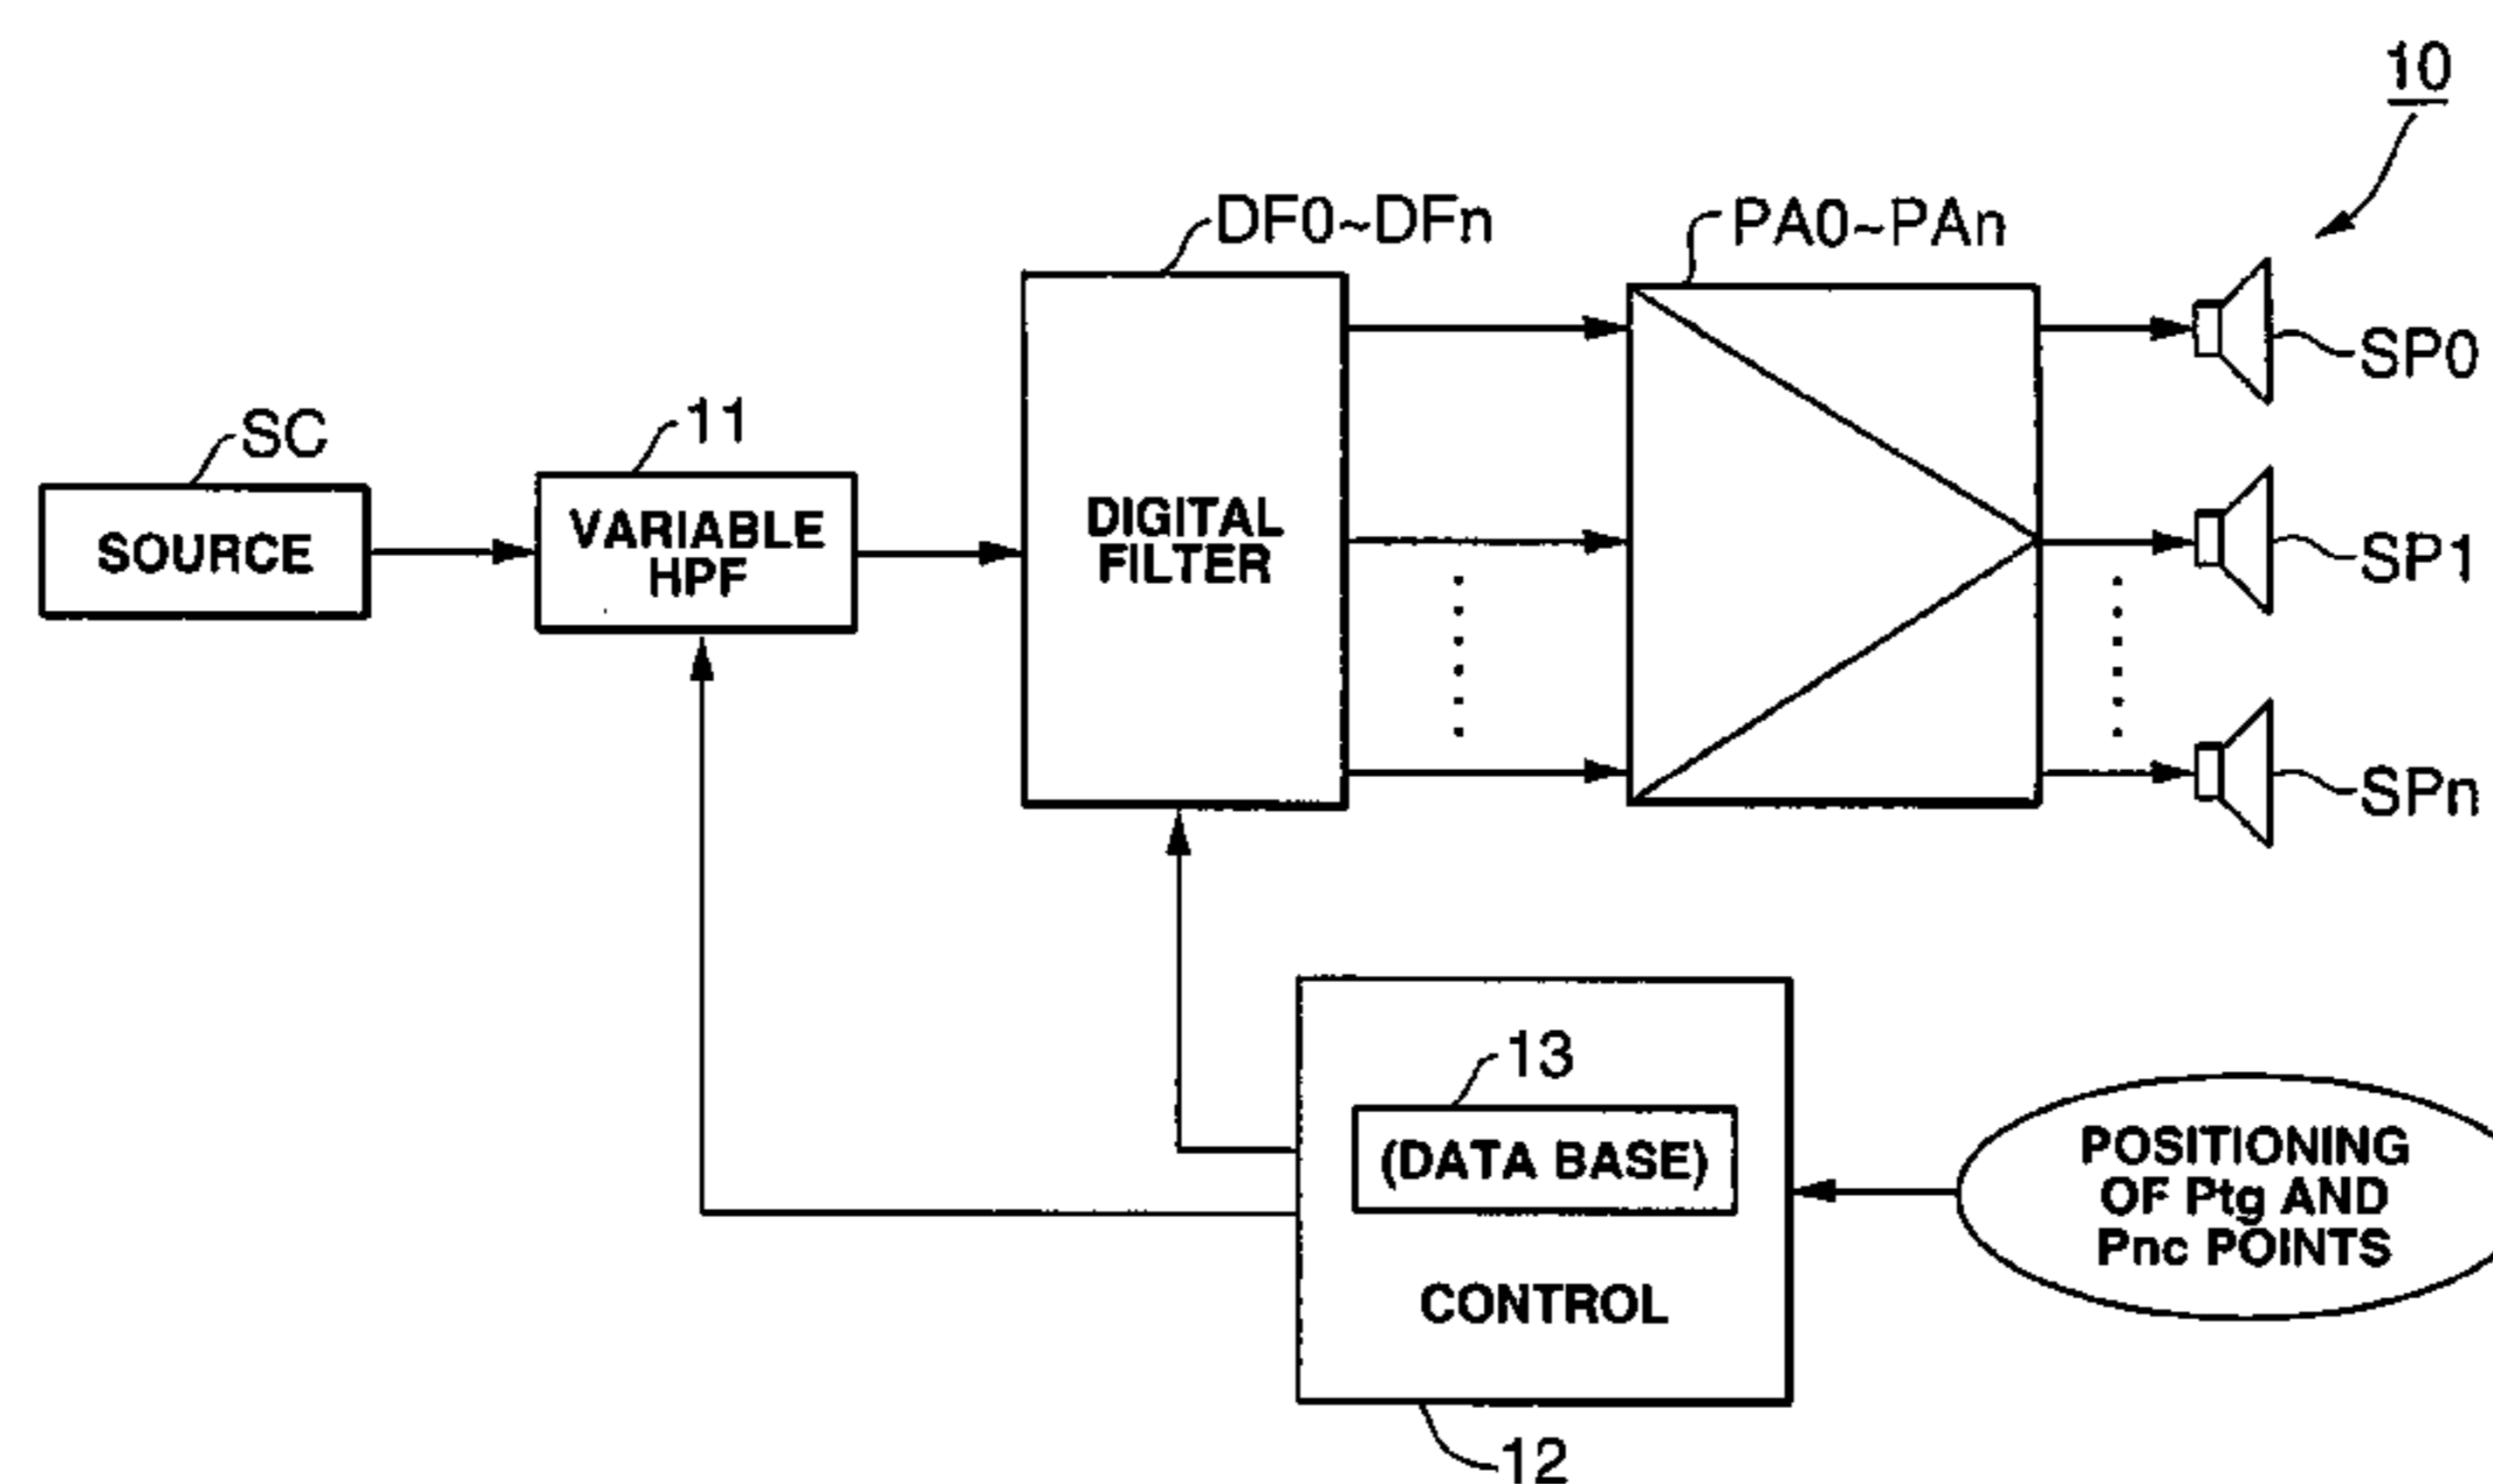 10
DF0~DFn
PA0~PAn
SP0
SC
11
SOURCE
VARIABLE
HPF
DIGITAL
FILTER
SP1
SPn
13
(DATA BASE)
CONTROL
POSITIONING
OF Ptg AND
Pnc POINTS
12